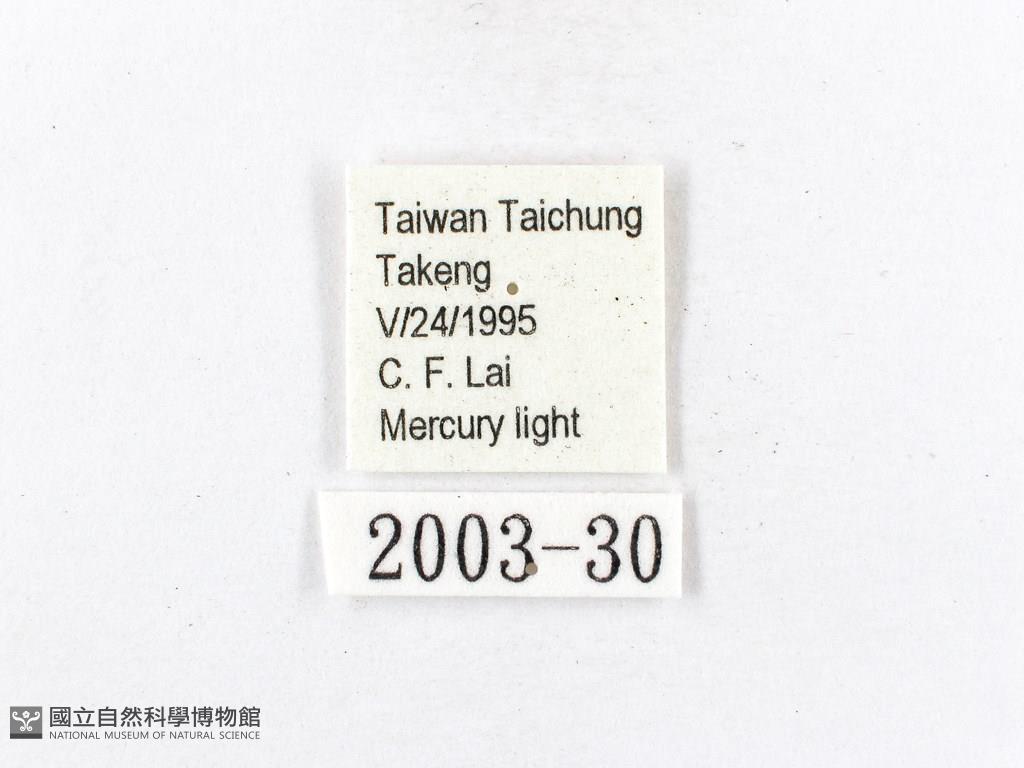 Taiwan Taichung
Takeng
V/24/1995
C. F. Lai
Mercury light
2003-30
國立自然科學博物館
NATIONAL MUSEUM OF NATURAL SCIENCE